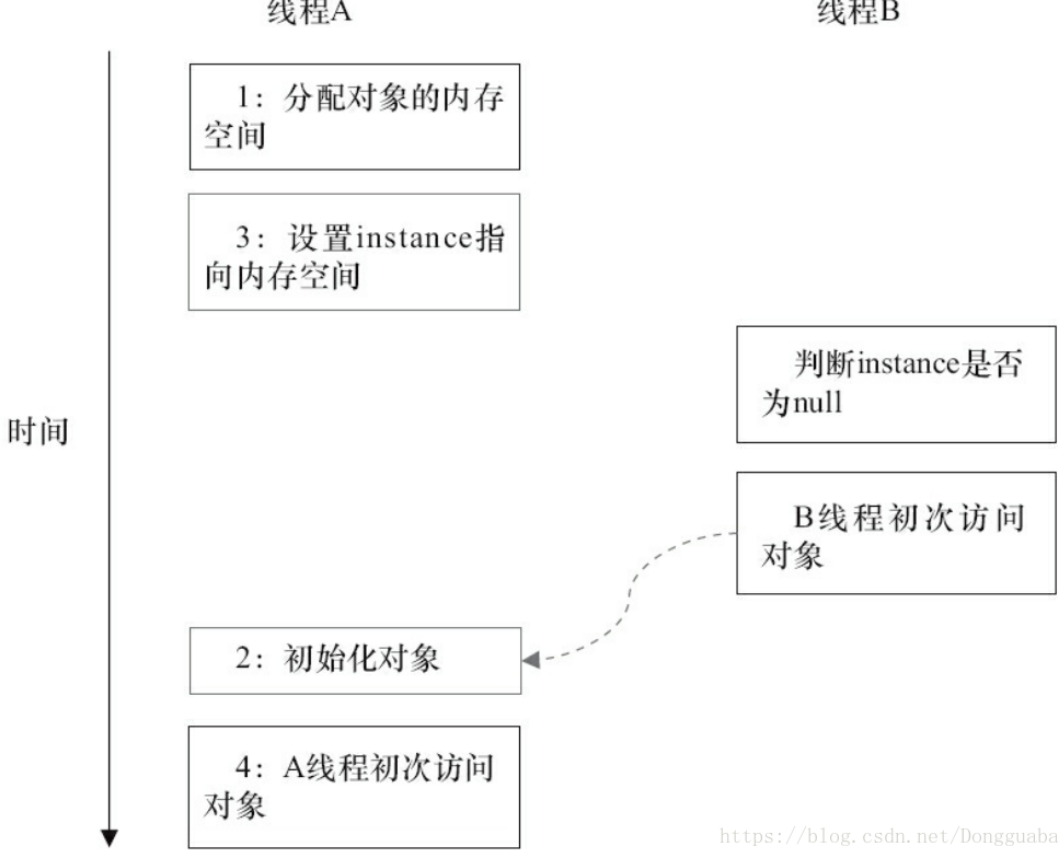 线程A
线程B
1：分配对象的内存
空间
3：设置instance指
向内存空间
判断instance是否
为null
时间
B线程初次访问
对象
2：初始化对象
4：A线程初次访问
对象
https://blog.csdn.net/Dongguabai